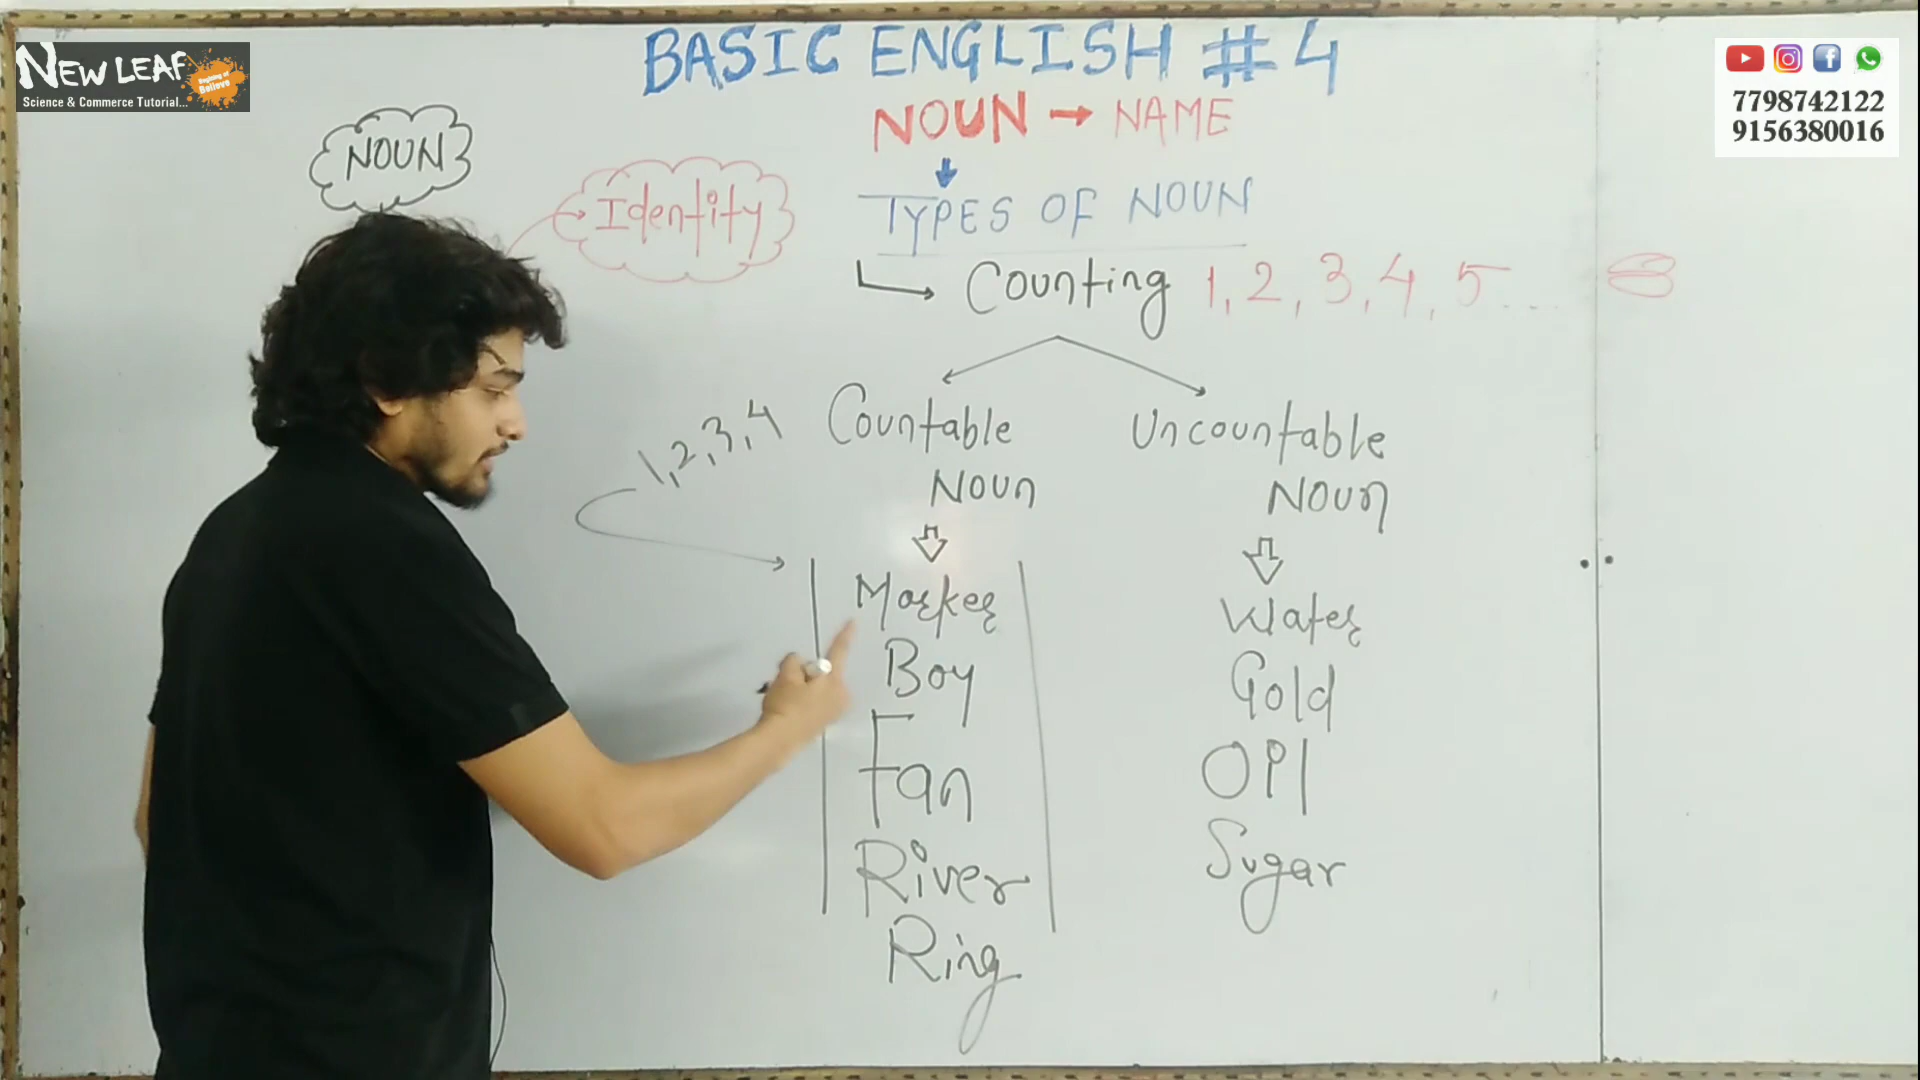 NEW LEAF
Science & Commerce Tutorial...
BASIC ENGLISH # 4
7798742122
9156380016
NOUN → NAME
NOUN
Identity
TYPES OF NOUN
Counting 1, 2, 3, 4, 5 ....
1, 2, 3, 4
Countable
Noun
Marker
Boy
Fan
River
Ring
Uncountable
Noun
Water
Gold
Oil
Sugar